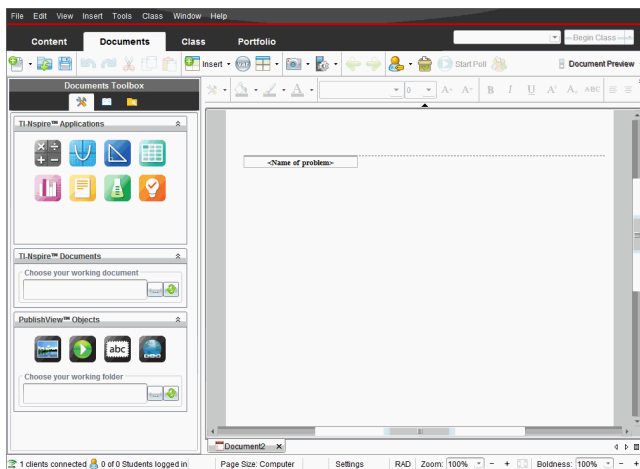 File Edit View Insert Tools Class Window Help
Content Documents Class Portfolio Begin Class
Insert Start Poll Document Preview
Documents Toolbox
0 A+ A- B I U A¹ A₁ ABC
TI-Nspire™ Applications
<Name of problem>
TI-Nspire™ Documents
Choose your working document
...
PublishView™ Objects
abc
Choose your working folder
...
Document2 ×
1 clients connected 0 of 0 Students logged in Page Size: Computer Settings RAD Zoom: 100% - + Boldness: 100% - +